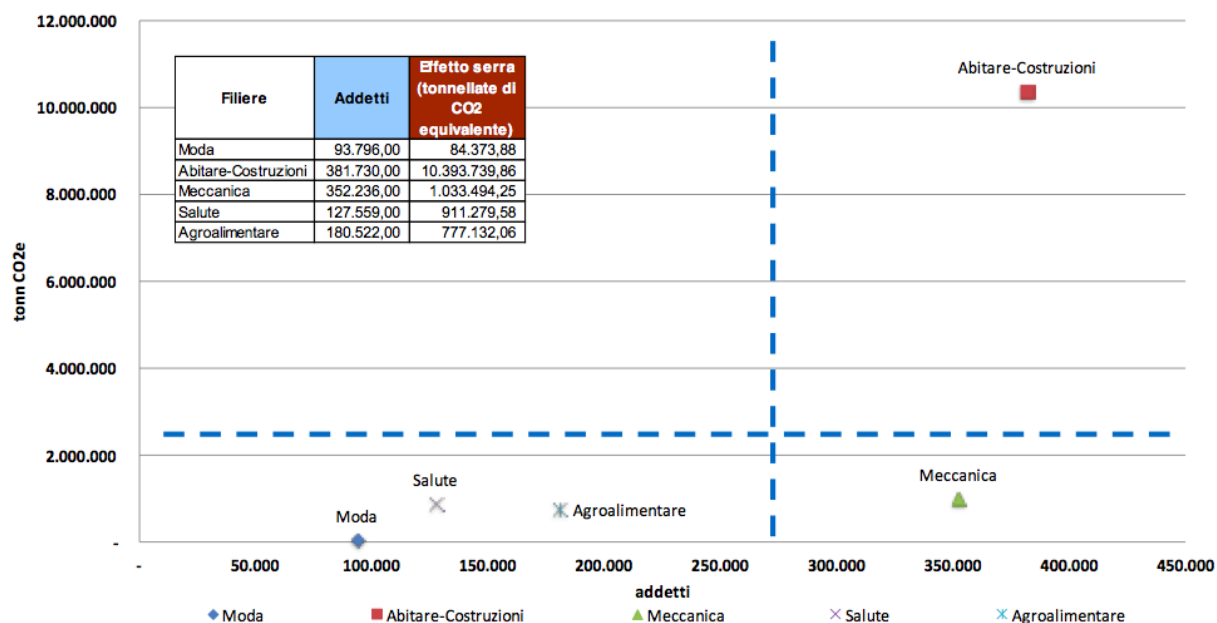 12.000.000
10.000.000
8.000.000
6.000.000
4.000.000
2.000.000
-
tonn CO2e
Filiere Addetti Effetto serra
(tonnellate di
CO2
equivalente)
Moda 93.796,00 84.373,88
Abitare-Costruzioni 381.730,00 10.393.739,86
Meccanica 352.236,00 1.033.494,25
Salute 127.559,00 911.279,58
Agroalimentare 180.522,00 777.132,06
Abitare-Costruzioni
Salute
Meccanica
Moda
Agroalimentare
- 50.000 100.000 150.000 200.000 250.000 300.000 350.000 400.000 450.000
addetti
Moda Abitare-Costruzioni Meccanica Salute Agroalimentare